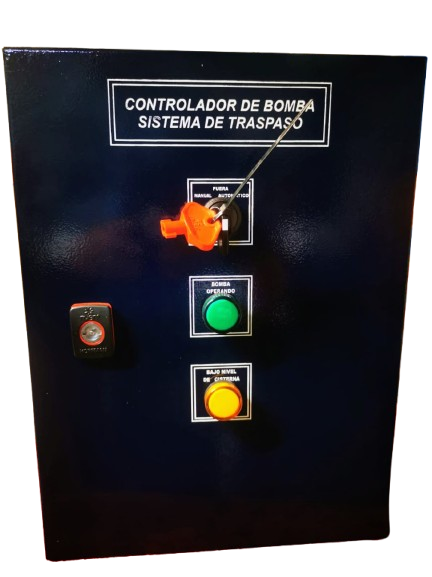 CONTROLADOR DE BOMBA
SISTEMA DE TRASPASO
FUERA
MANUAL AUTOMATICO
BOMBA
OPERANDO
BAJO NIVEL
DE CISTERNA